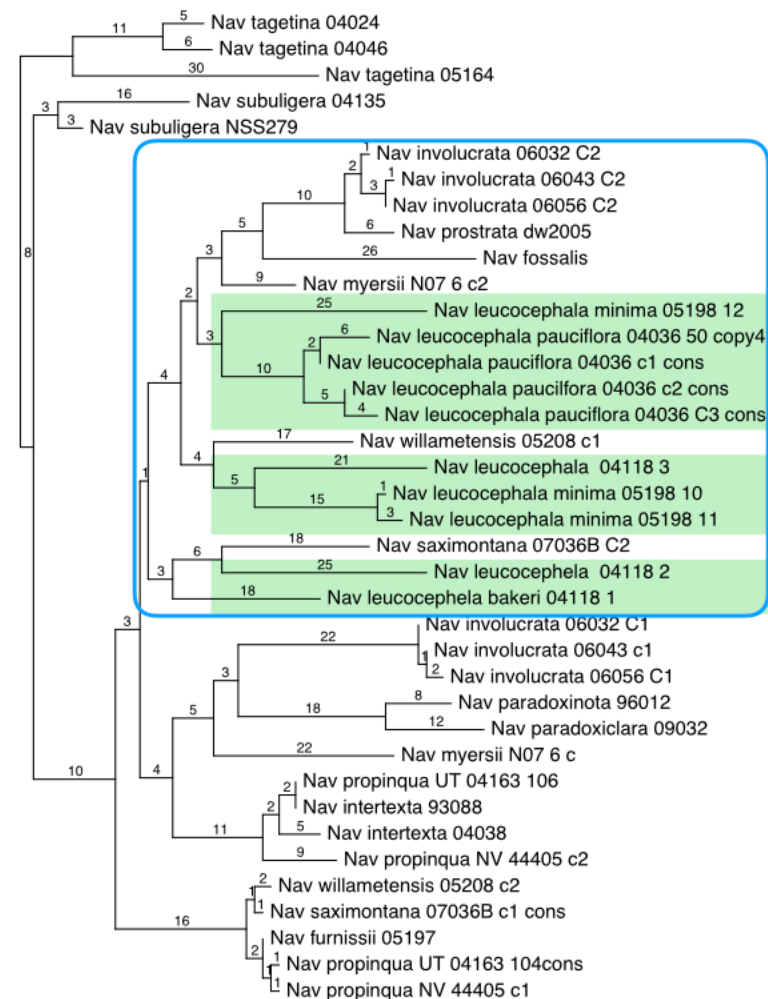 5
Nav tagetina 04024
11
6
Nav tagetina 04046
30
Nav tagetina 05164
16
Nav subuligera 04135
3
3
Nav subuligera NSS279
1
Nav involucrata 06032 C2
2
1
Nav involucrata 06043 C2
3
10
Nav involucrata 06056 C2
5
6
Nav prostrata dw2005
8
3
26
Nav fossalis
9
Nav myersii N07 6 c2
2
25
Nav leucocephala minima 05198 12
3
6
Nav leucocephala pauciflora 04036 50 copy4
2
Nav leucocephala pauciflora 04036 c1 cons
10
4
Nav leucocephala paucilfora 04036 c2 cons
5
4
Nav leucocephala pauciflora 04036 C3 cons
17
Nav willametensis 05208 c1
4
21
Nav leucocephala 04118 3
1
5
1
Nav leucocephala minima 05198 10
15
3
Nav leucocephala minima 05198 11
18
Nav saximontana 07036B C2
6
3
25
Nav leucocephela 04118 2
18
Nav leucocephela bakeri 04118 1
3
Nav involucrata 06032 C1
22
1
Nav involucrata 06043 c1
3
2
Nav involucrata 06056 C1
8
Nav paradoxinota 96012
5
18
12
Nav paradoxiclara 09032
22
Nav myersii N07 6 c
10
4
2
Nav propinqua UT 04163 106
2
Nav intertexta 93088
11
5
Nav intertexta 04038
9
Nav propinqua NV 44405 c2
2
Nav willametensis 05208 c2
1
1
Nav saximontana 07036B c1 cons
16
Nav furnissii 05197
2
1
Nav propinqua UT 04163 104cons
1
1
Nav propinqua NV 44405 c1